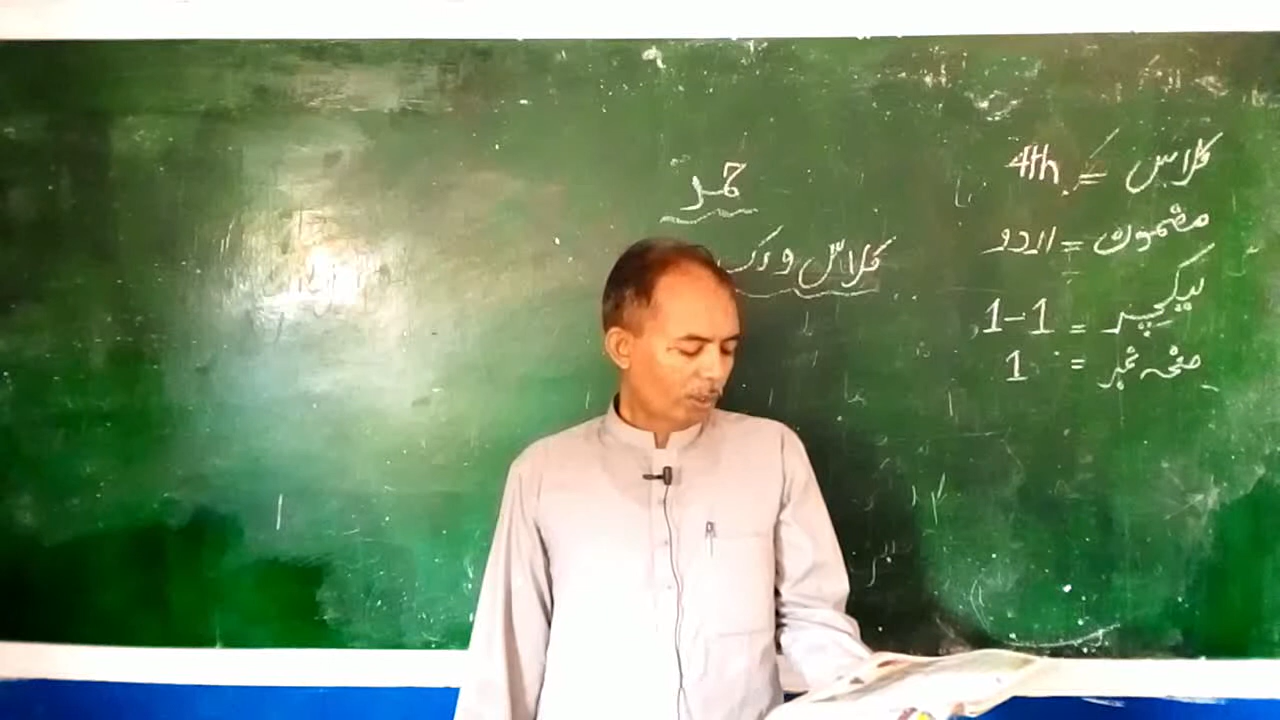 کلاس = 4th
مضمون = اردو
لیکچر = 1-1
صفحہ نمبر = 1
حمد
کلاس ورک